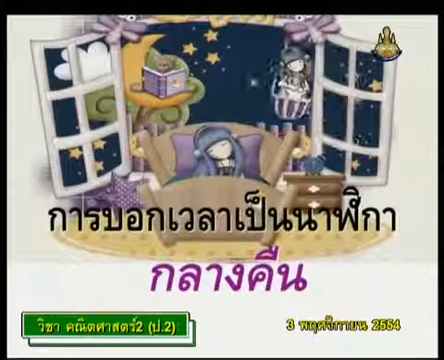 การบอกเวลาเป็นนาฬิกา
กลางคืน
วิชา คณิตศาสตร์2 (ป.2)
3 พฤศจิกายน 2554